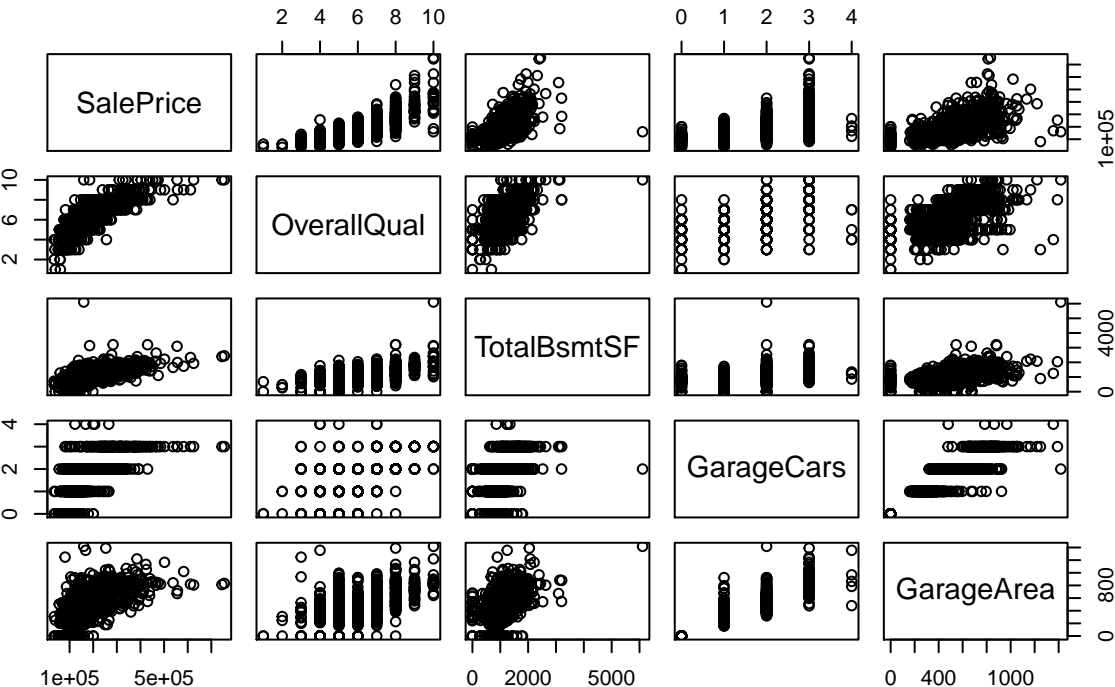 2 4 6 8 10
0 1 2 3 4
SalePrice
1e+05
2 6 10
OverallQual
TotalBsmtSF
0 4000
0 2 4
GarageCars
GarageArea
0 800
1e+05 5e+05
0 2000 5000
0 400 1000